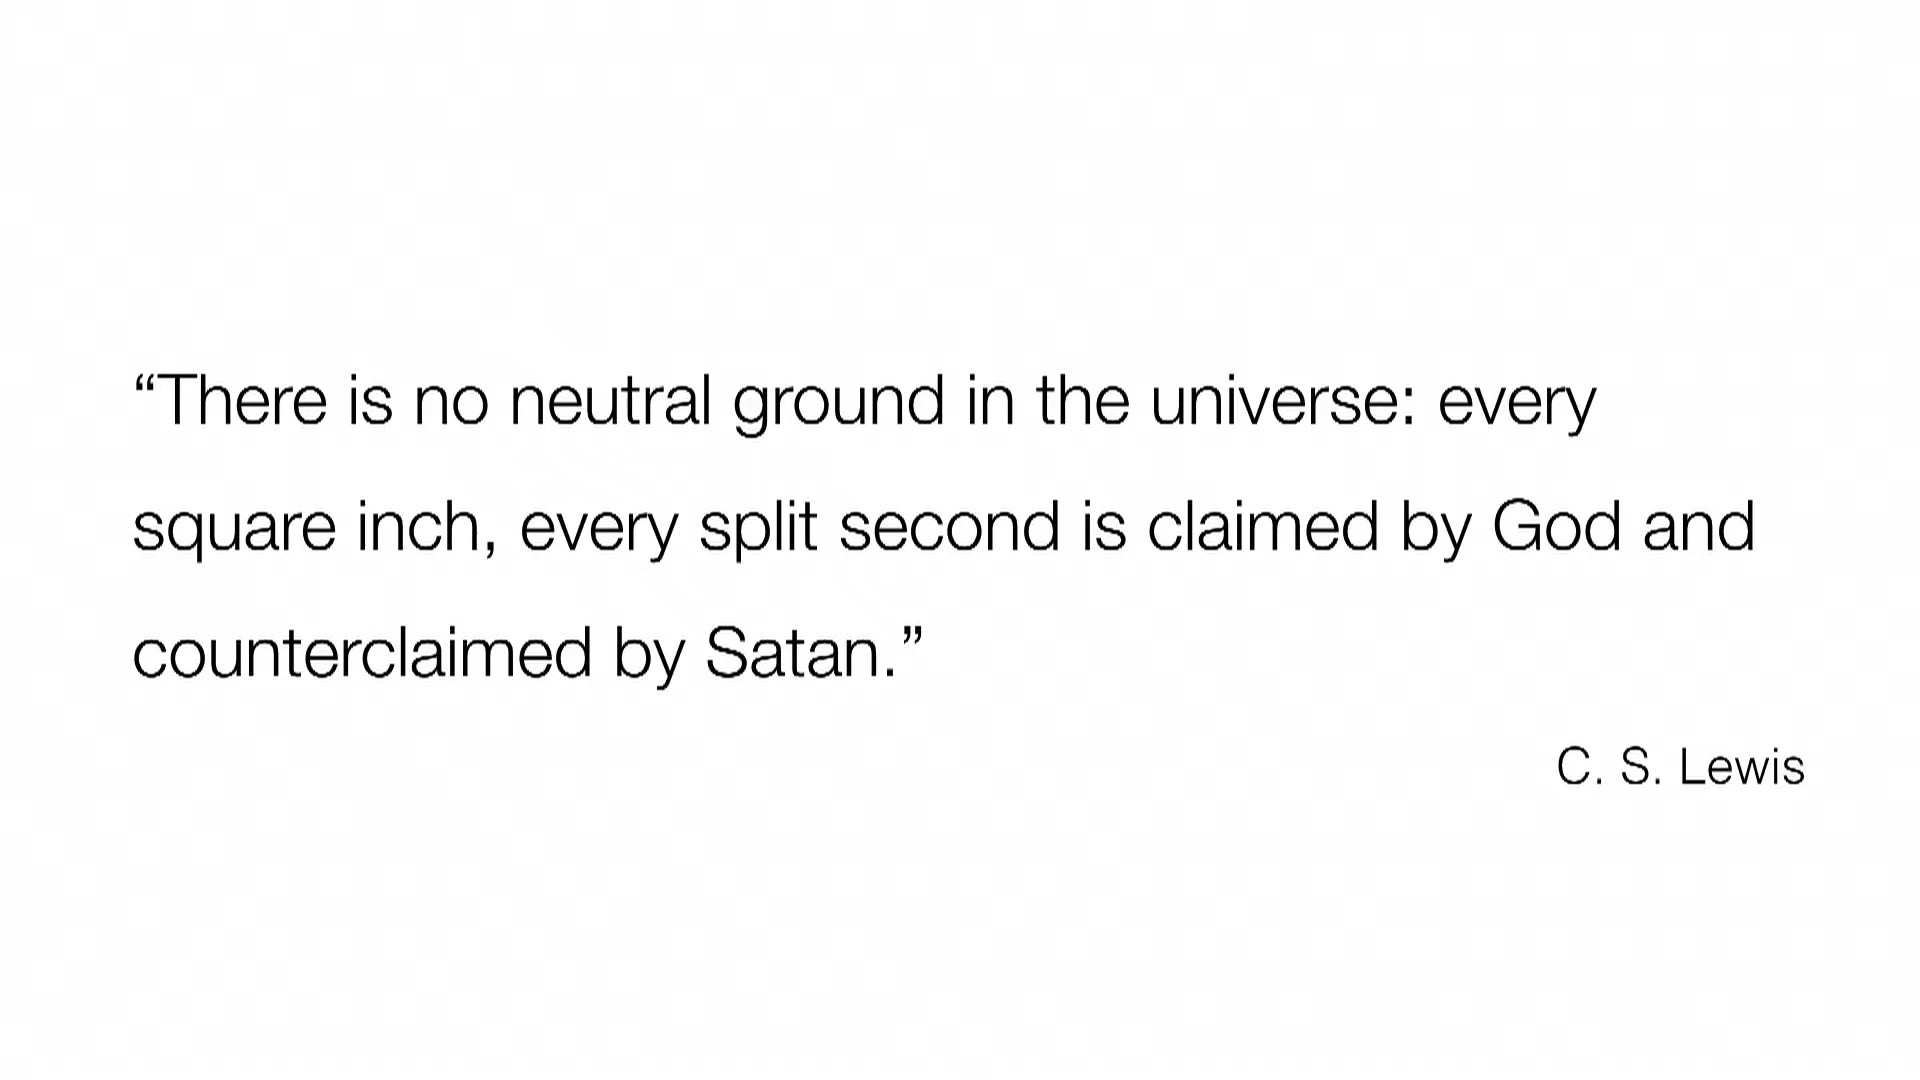 “There is no neutral ground in the universe: every
square inch, every split second is claimed by God and
counterclaimed by Satan.”
C. S. Lewis